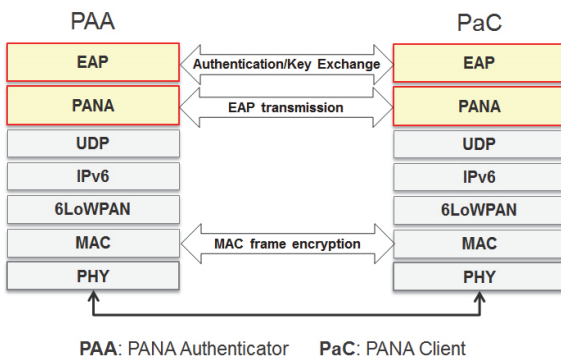 PAA
PaC
EAP
Authentication/Key Exchange
EAP
PANA
EAP transmission
PANA
UDP
UDP
IPv6
IPv6
6LoWPAN
6LoWPAN
MAC
MAC frame encryption
MAC
PHY
PHY
PAA: PANA Authenticator PaC: PANA Client